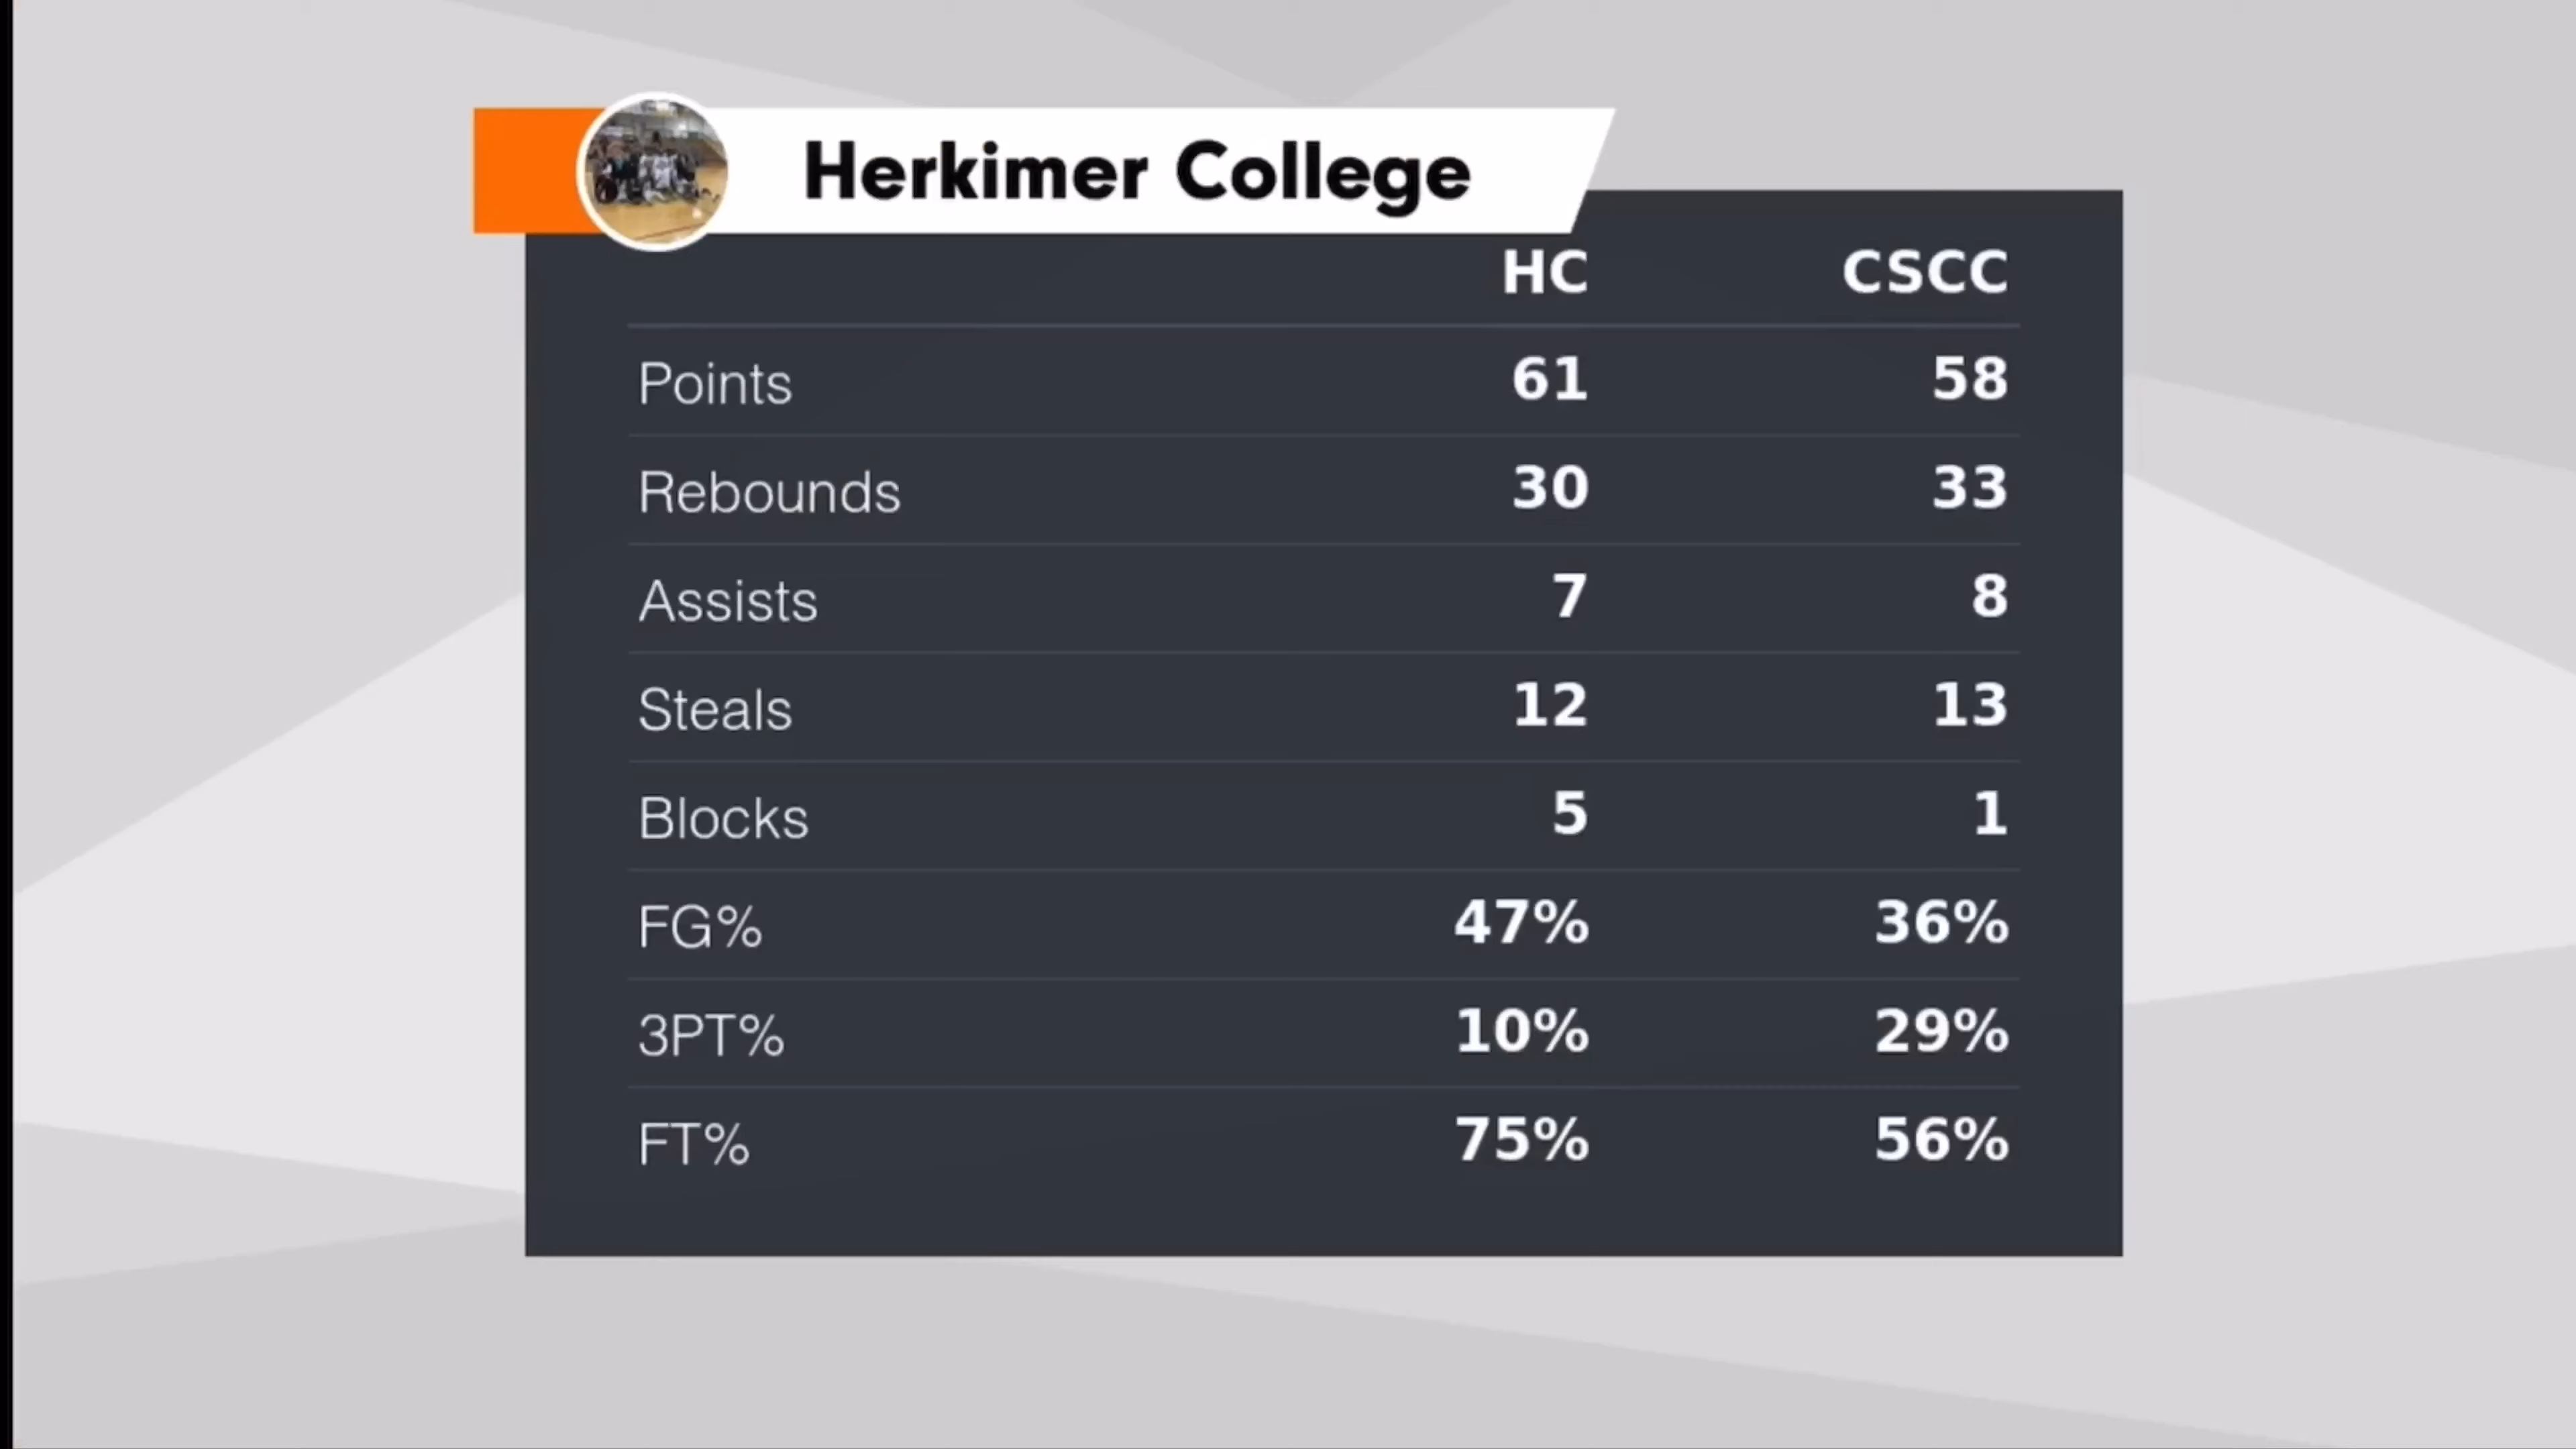 Herkimer College
HC CSCC
Points 61 58
Rebounds 30 33
Assists 7 8
Steals 12 13
Blocks 5 1
FG% 47% 36%
3PT% 10% 29%
FT% 75% 56%